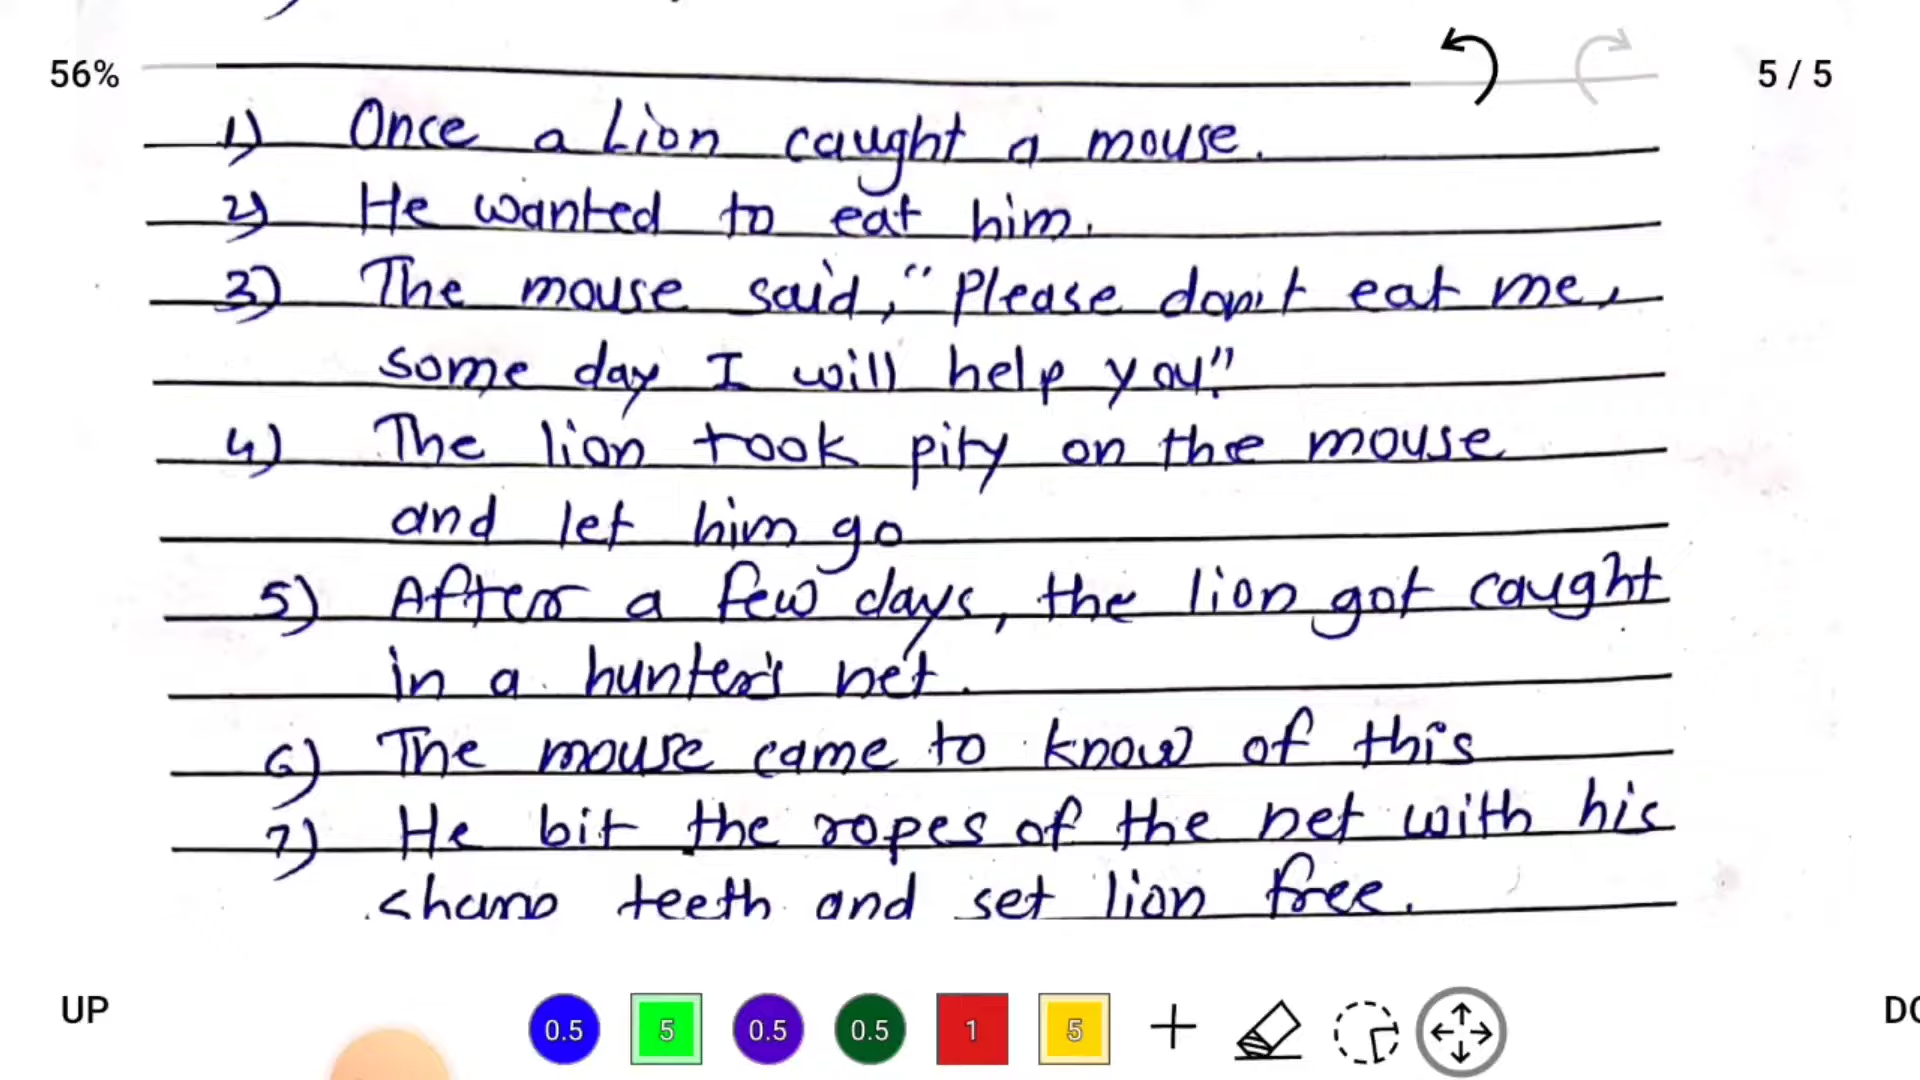 56%
5 / 5
1) Once a Lion caught a mouse.
2) He wanted to eat him.
3) The mouse said, "Please don't eat me,
some day I will help you".
4) The lion took pity on the mouse
and let him go
5) After a few days, the lion got caught
in a hunter's net.
6) The mouse came to know of this
7) He bit the ropes of the net with his
sharp teeth and set lion free.
UP
0.5 5 0.5 0.5 1 5